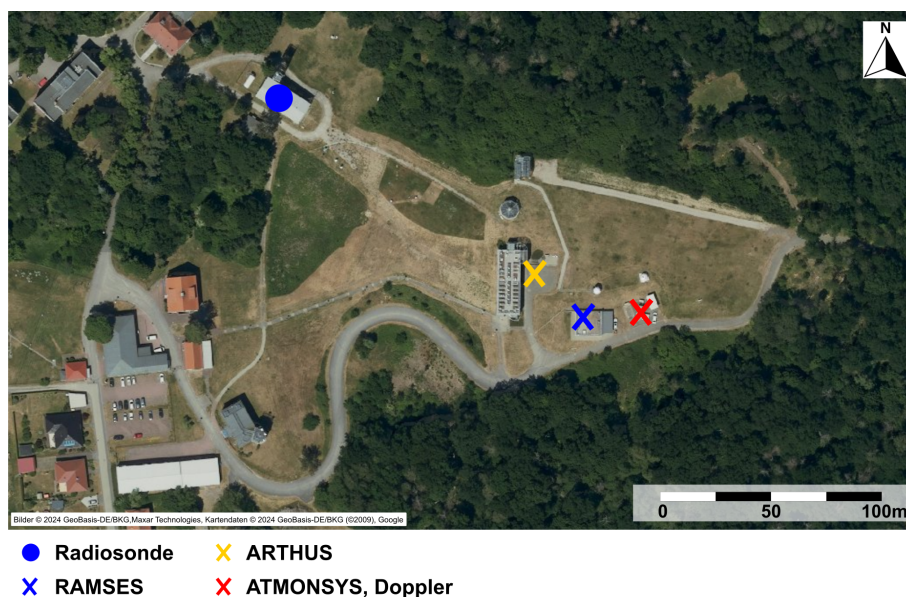 N
0 50 100m
Bilder © 2024 GeoBasis-DE/BKG,Maxar Technologies, Kartendaten © 2024 GeoBasis-DE/BKG (©2009), Google
Radiosonde ARTHUS
RAMSES ATMONSYS, Doppler